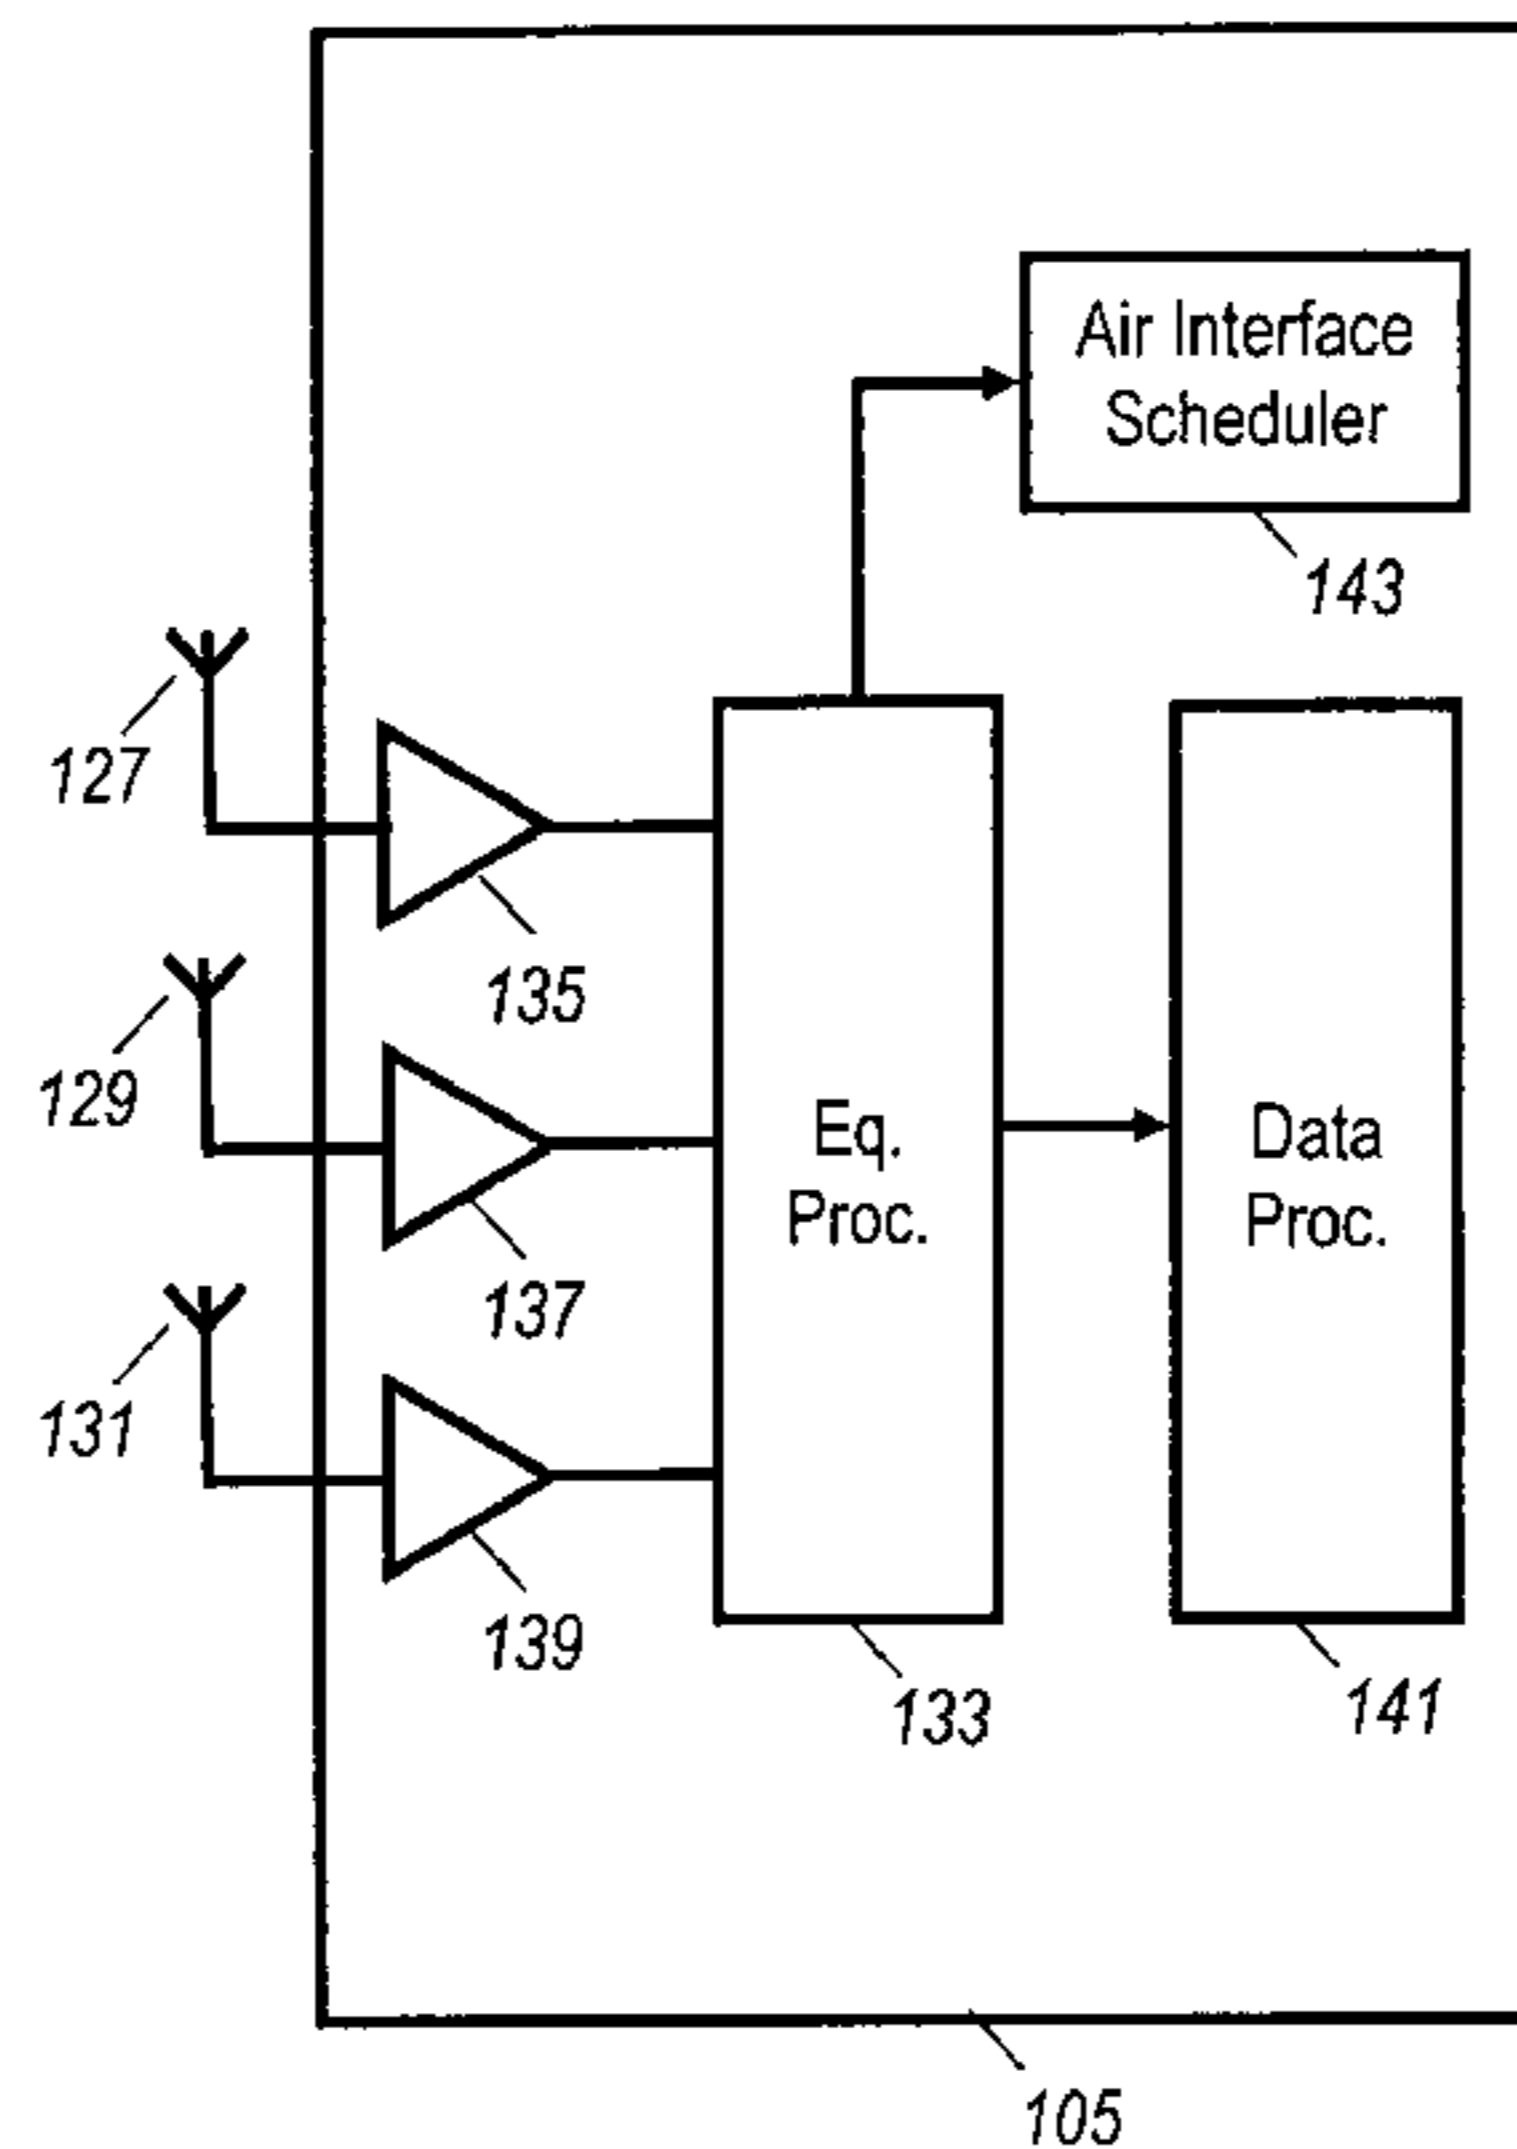 Air Interface
Scheduler
143
127
135
129
Eq.
Proc.
Data
Proc.
137
131
139
133
141
105